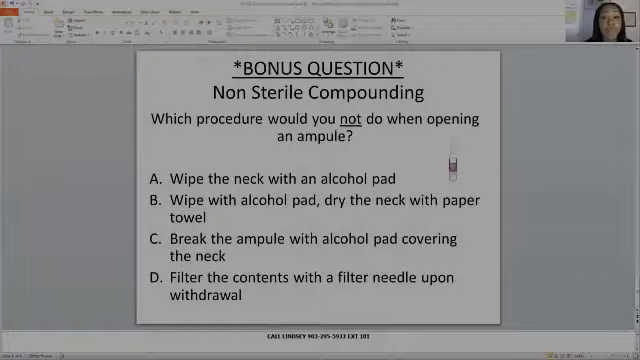 *BONUS QUESTION*
Non Sterile Compounding
Which procedure would you not do when opening
an ampule?
A. Wipe the neck with an alcohol pad
B. Wipe with alcohol pad, dry the neck with paper
towel
C. Break the ampule with alcohol pad covering
the neck
D. Filter the contents with a filter needle upon
withdrawal
CALL LINDSEY 903-295-5933 EXT 101